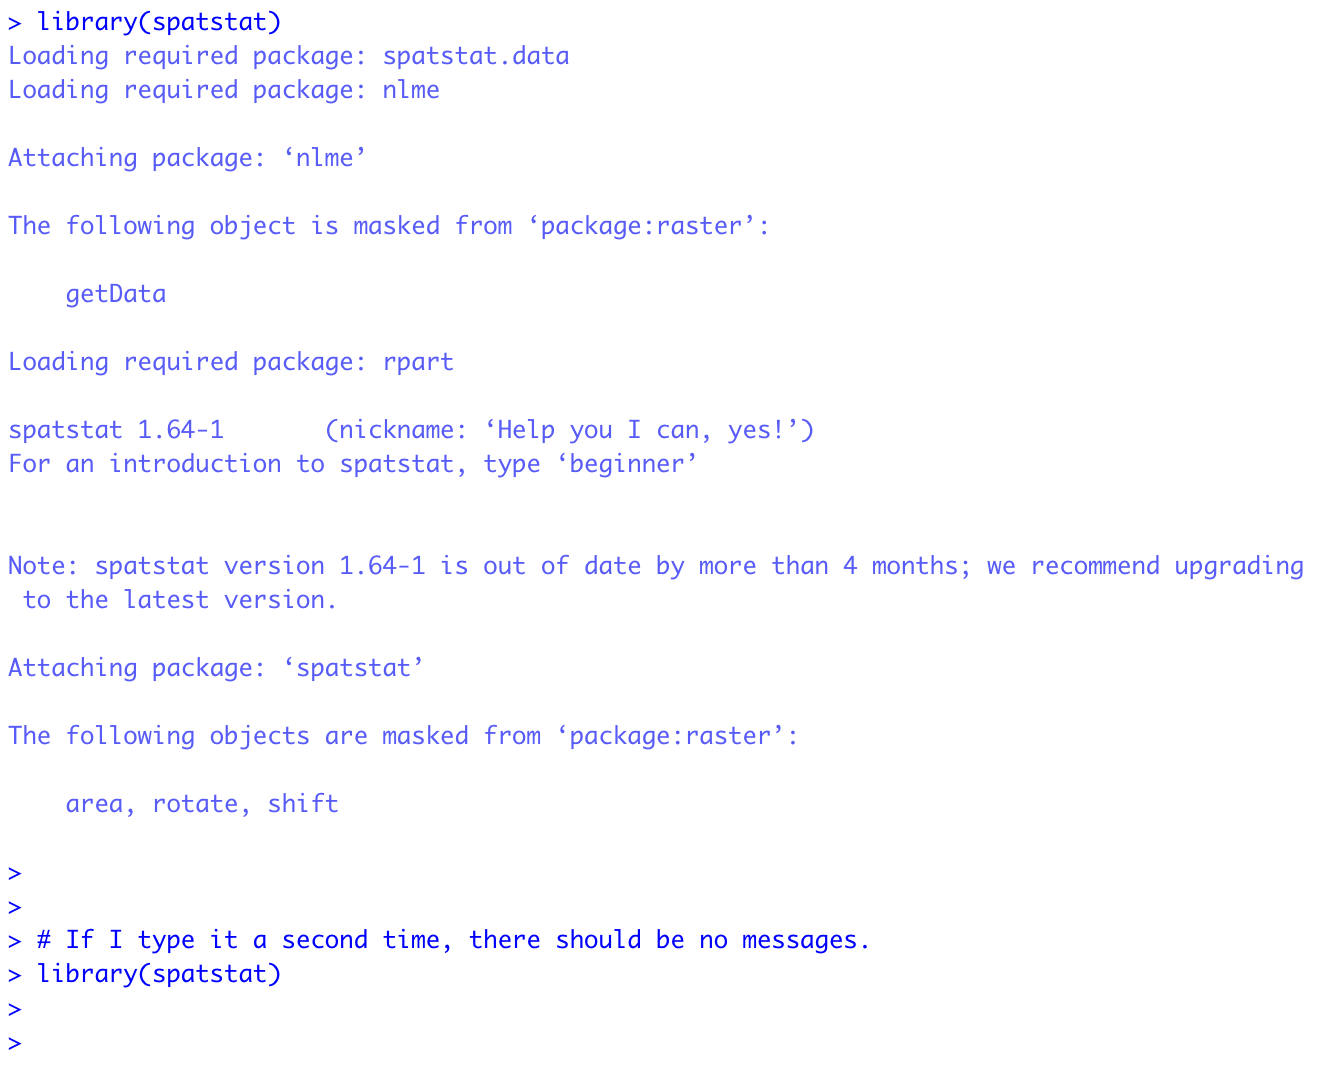 > library(spatstat)
Loading required package: spatstat.data
Loading required package: nlme
Attaching package: ‘nlme’
The following object is masked from ‘package:raster’:
    getData
Loading required package: rpart
spatstat 1.64-1       (nickname: ‘Help you I can, yes!’)
For an introduction to spatstat, type ‘beginner’
Note: spatstat version 1.64-1 is out of date by more than 4 months; we recommend upgrading
 to the latest version.
Attaching package: ‘spatstat’
The following objects are masked from ‘package:raster’:
    area, rotate, shift
>
>
> # If I type it a second time, there should be no messages.
> library(spatstat)
>
>